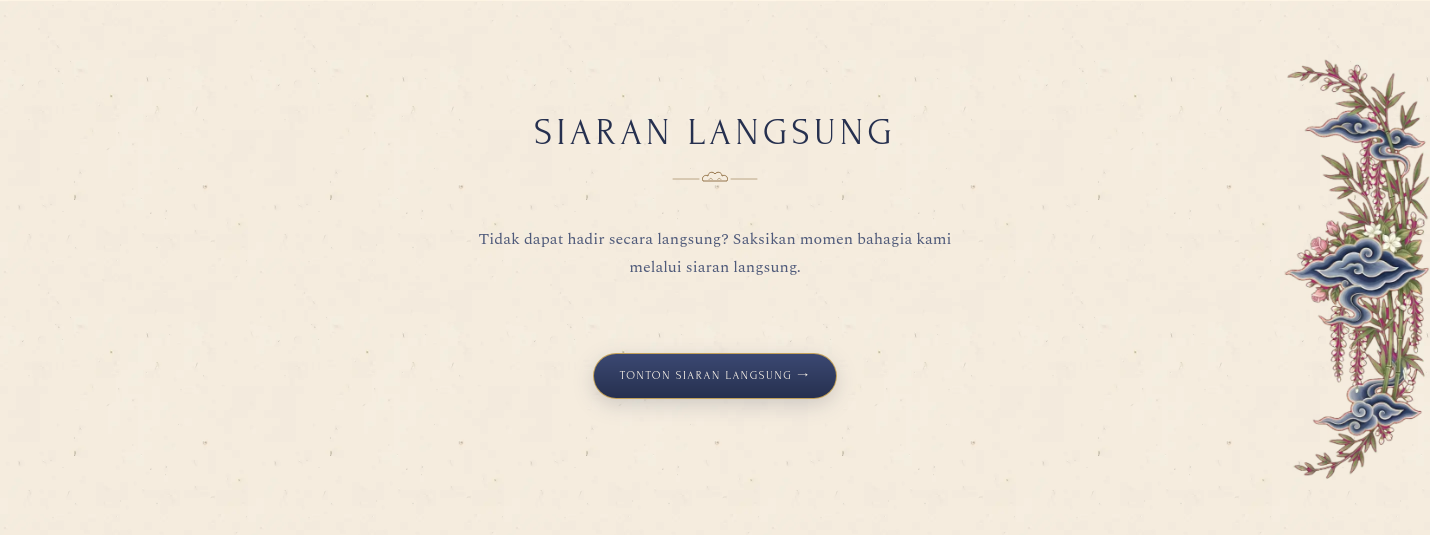 SIARAN LANGSUNG
Tidak dapat hadir secara langsung? Saksikan momen bahagia kami
melalui siaran langsung.
TONTON SIARAN LANGSUNG →